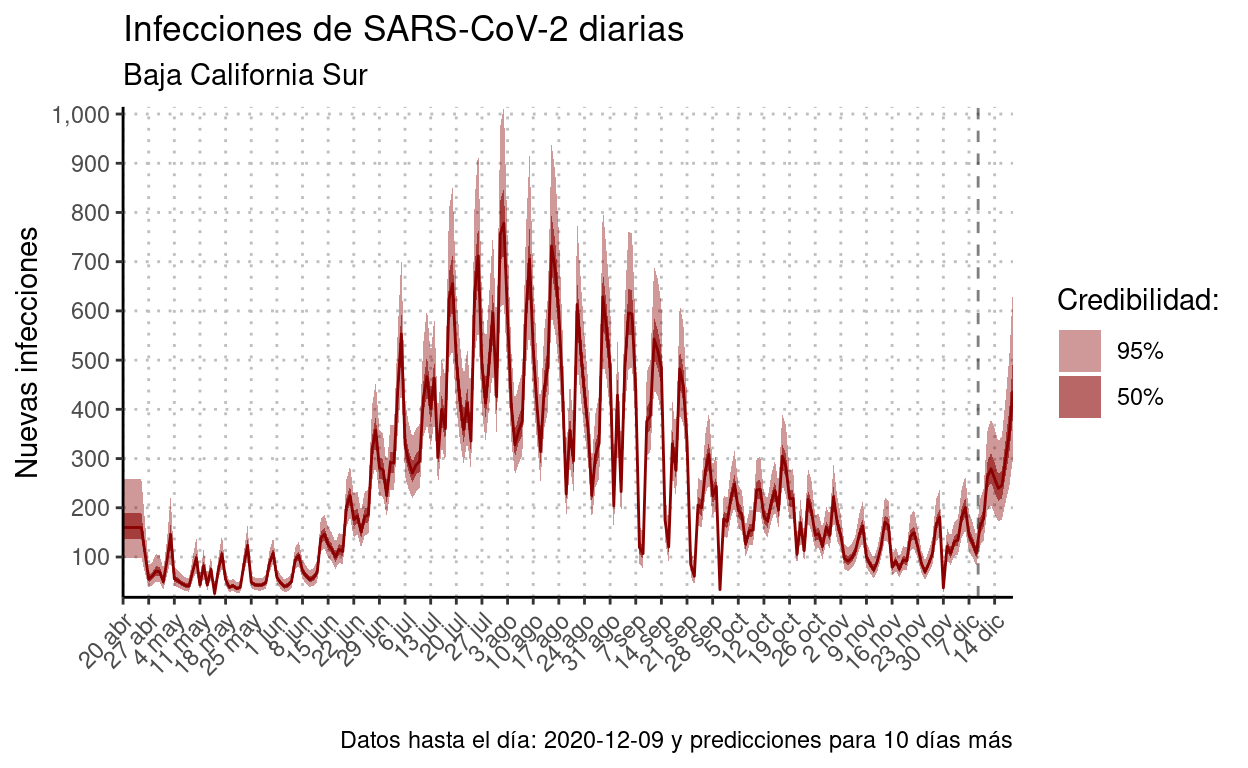 Infecciones de SARS-CoV-2 diarias
Baja California Sur
Nuevas infecciones
1,000
900
800
700
600
500
400
300
200
100
20 abr
27 abr
4 may
11 may
18 may
25 may
1 jun
8 jun
15 jun
22 jun
29 jun
6 jul
13 jul
20 jul
27 jul
3 ago
10 ago
17 ago
24 ago
31 ago
7 sep
14 sep
21 sep
28 sep
5 oct
12 oct
19 oct
26 oct
2 nov
9 nov
16 nov
23 nov
30 nov
7 dic
14 dic
Credibilidad:
95%
50%
Datos hasta el día: 2020-12-09 y predicciones para 10 días más